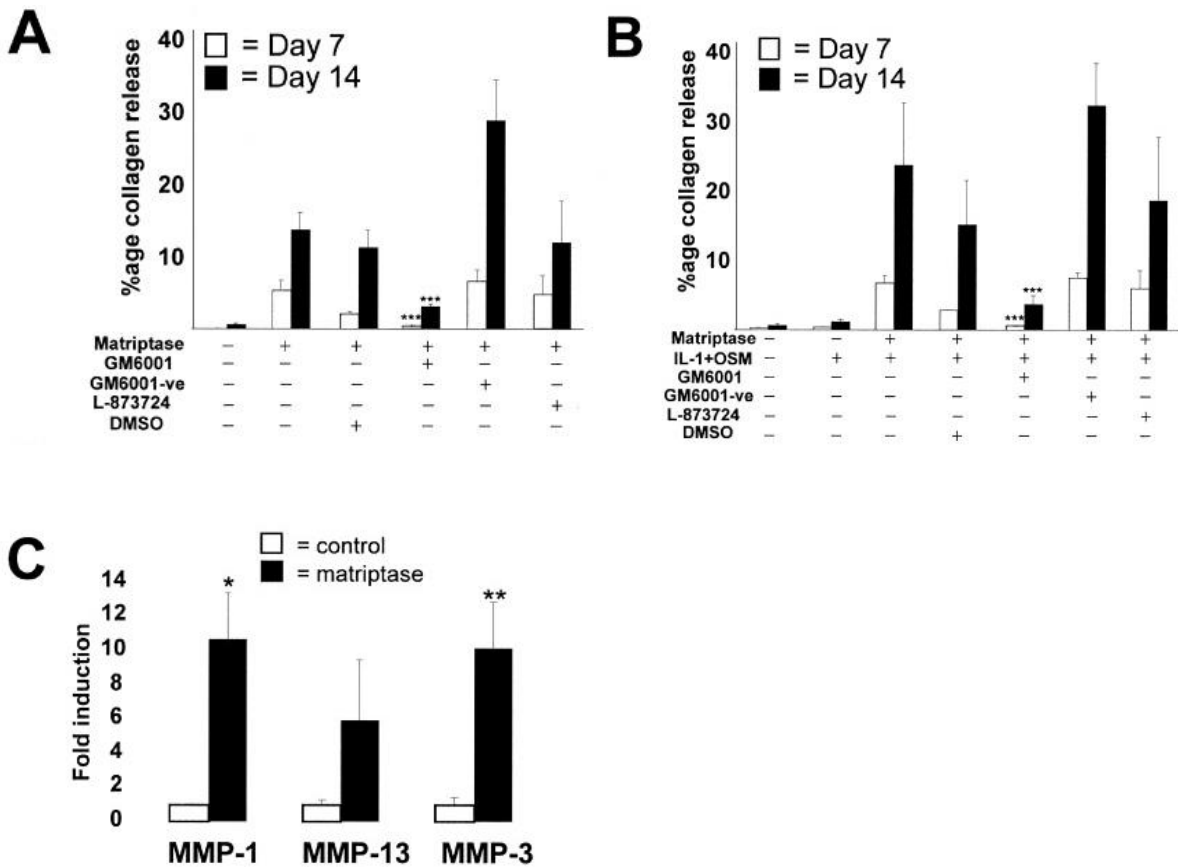 A
%age collagen release
40
30
20
10
= Day 7
= Day 14
*** ***
Matriptase – + + + + +
GM6001 – – – + – –
GM6001-ve – – – – + –
L-873724 – – – – – +
DMSO – – + – – –
B
%age collagen release
40
30
20
10
= Day 7
= Day 14
*** ***
Matriptase – – + + + + +
IL-1+OSM – + + + + + +
GM6001 – – – – + – –
GM6001-ve – – – – – + –
L-873724 – – – – – – +
DMSO – – – + – – –
C
Fold induction
14
12
10
8
6
4
2
0
= control
= matriptase
* **
MMP-1 MMP-13 MMP-3